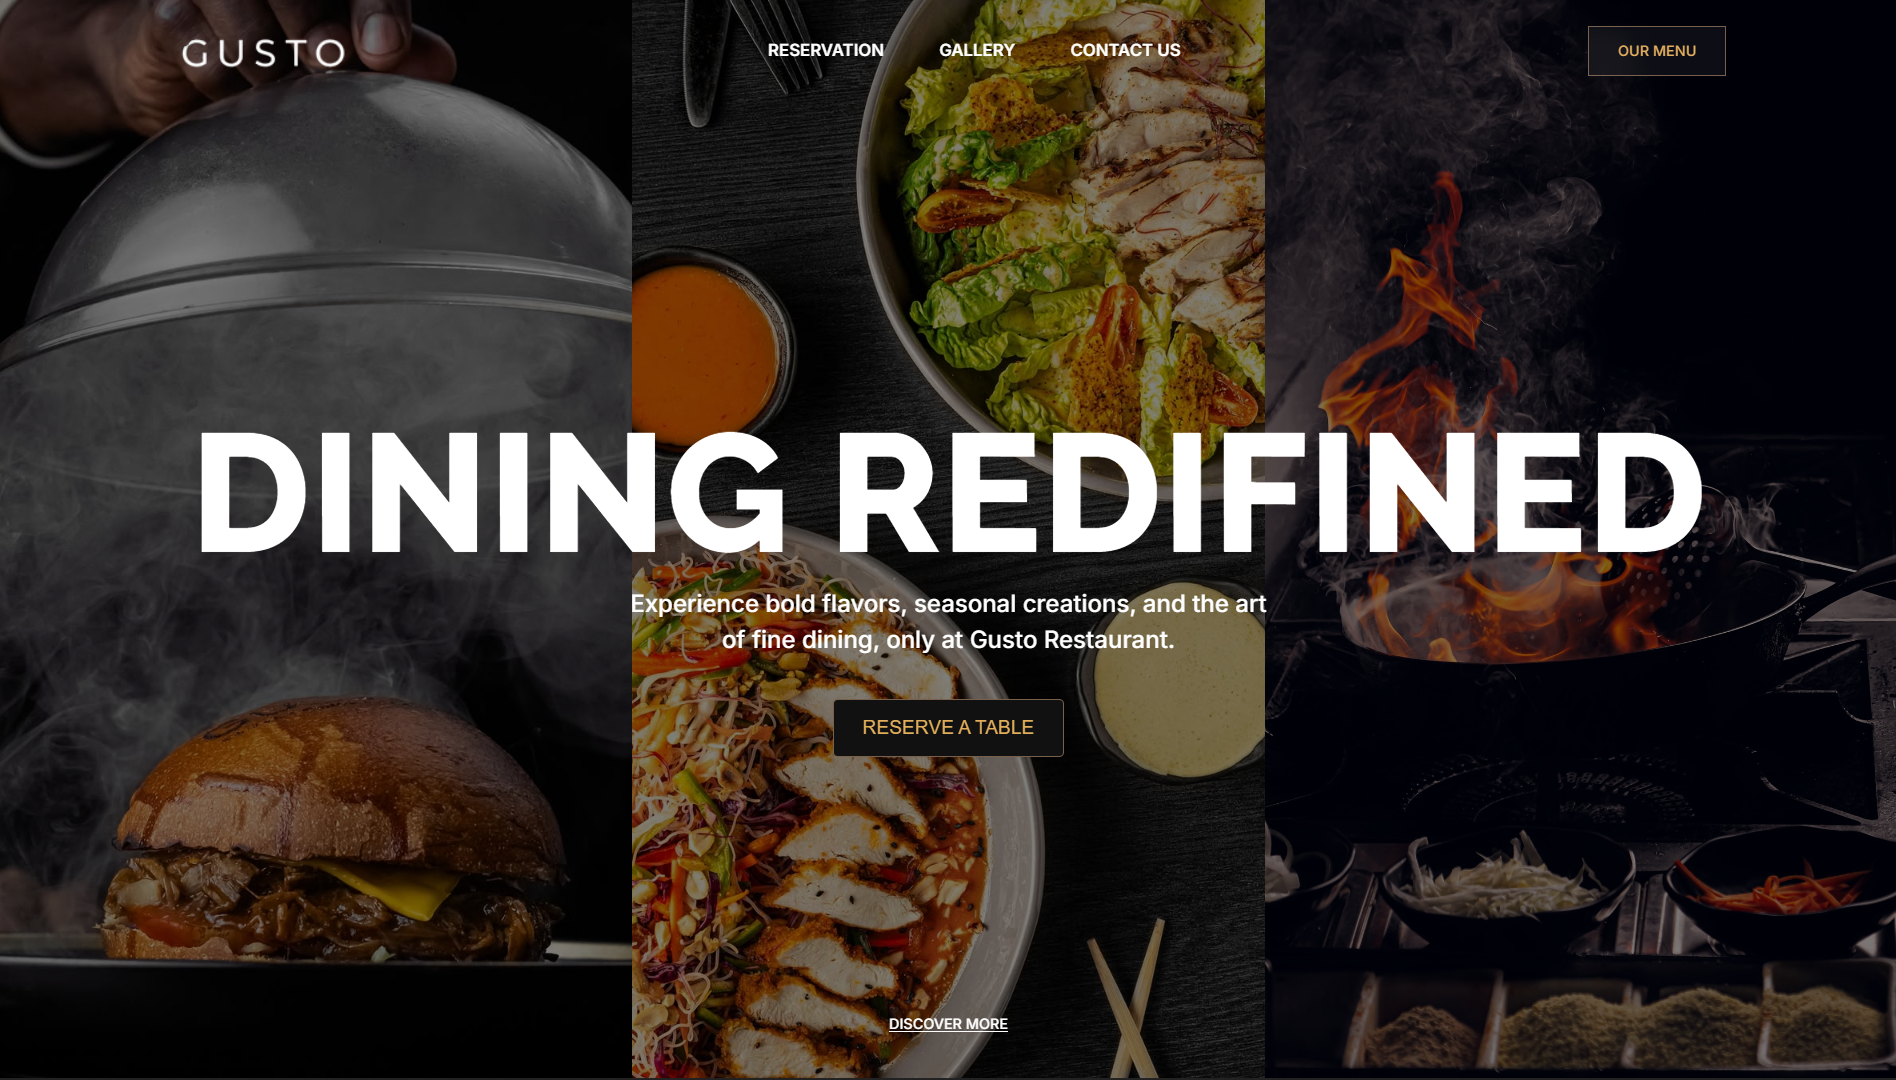 GUSTO
RESERVATION
GALLERY
CONTACT US
OUR MENU
DINING REDIFINED
Experience bold flavors, seasonal creations, and the art
of fine dining, only at Gusto Restaurant.
RESERVE A TABLE
DISCOVER MORE